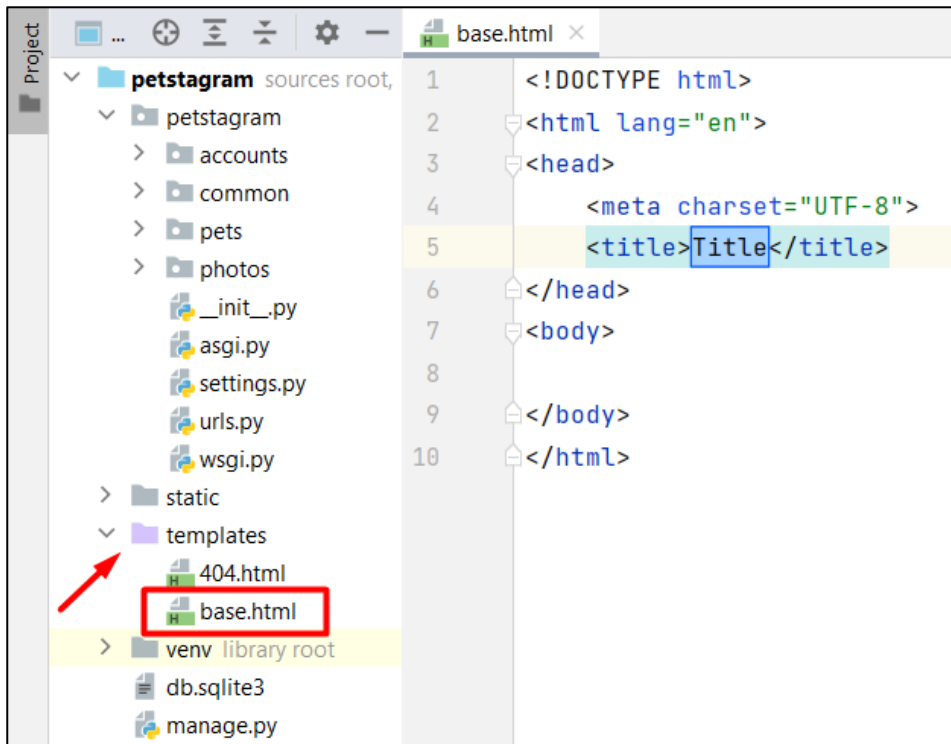 Project
...
base.html
petstagram sources root,
petstagram
accounts
common
pets
photos
__init__.py
asgi.py
settings.py
urls.py
wsgi.py
static
templates
404.html
base.html
venv library root
db.sqlite3
manage.py
1 <!DOCTYPE html>
2 <html lang="en">
3 <head>
4 <meta charset="UTF-8">
5 <title>Title</title>
6 </head>
7 <body>
8
9 </body>
10 </html>